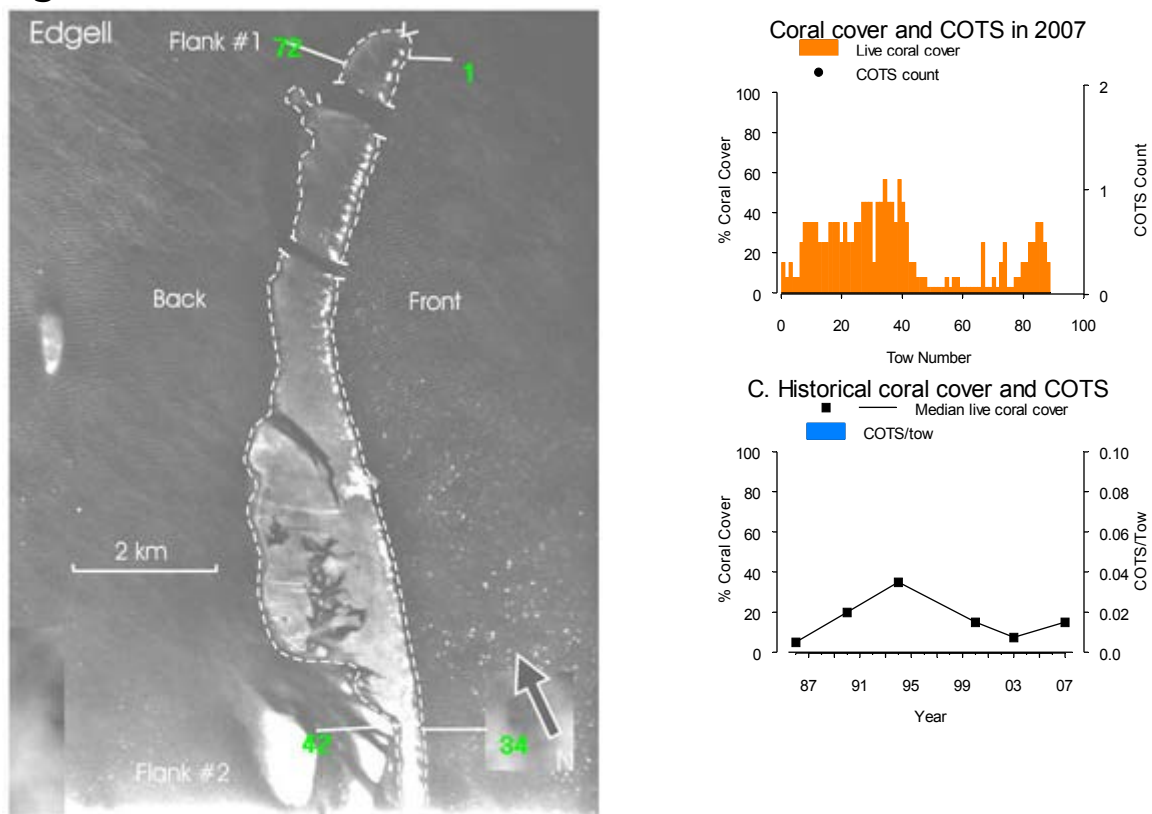 Edgell
Flank #1
72
1
Back
Front
2 km
42
34
N
Flank #2
Coral cover and COTS in 2007
Live coral cover
COTS count
100
80
60
40
20
0
% Coral Cover
2
1
0
COTS Count
0 20 40 60 80 100
Tow Number
C. Historical coral cover and COTS
Median live coral cover
COTS/tow
100
80
60
40
20
0
% Coral Cover
0.10
0.08
0.06
0.04
0.02
0.0
COTS/Tow
87 91 95 99 03 07
Year